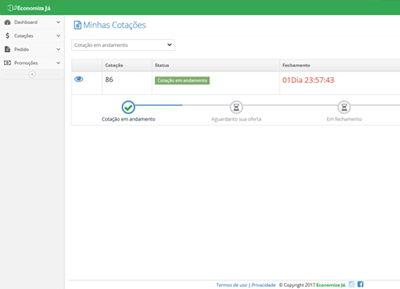 Economiza Já
Dashboard
Cotações
Pedido
Promoções
Minhas Cotações
Cotação em andamento
Cotação Status Fechamento
86 Cotação em andamento 01Dia 23:57:43
Cotação em andamento Aguardando sua oferta Em fechamento
Termos de uso | Privacidade © Copyright 2017 Economiza Já.